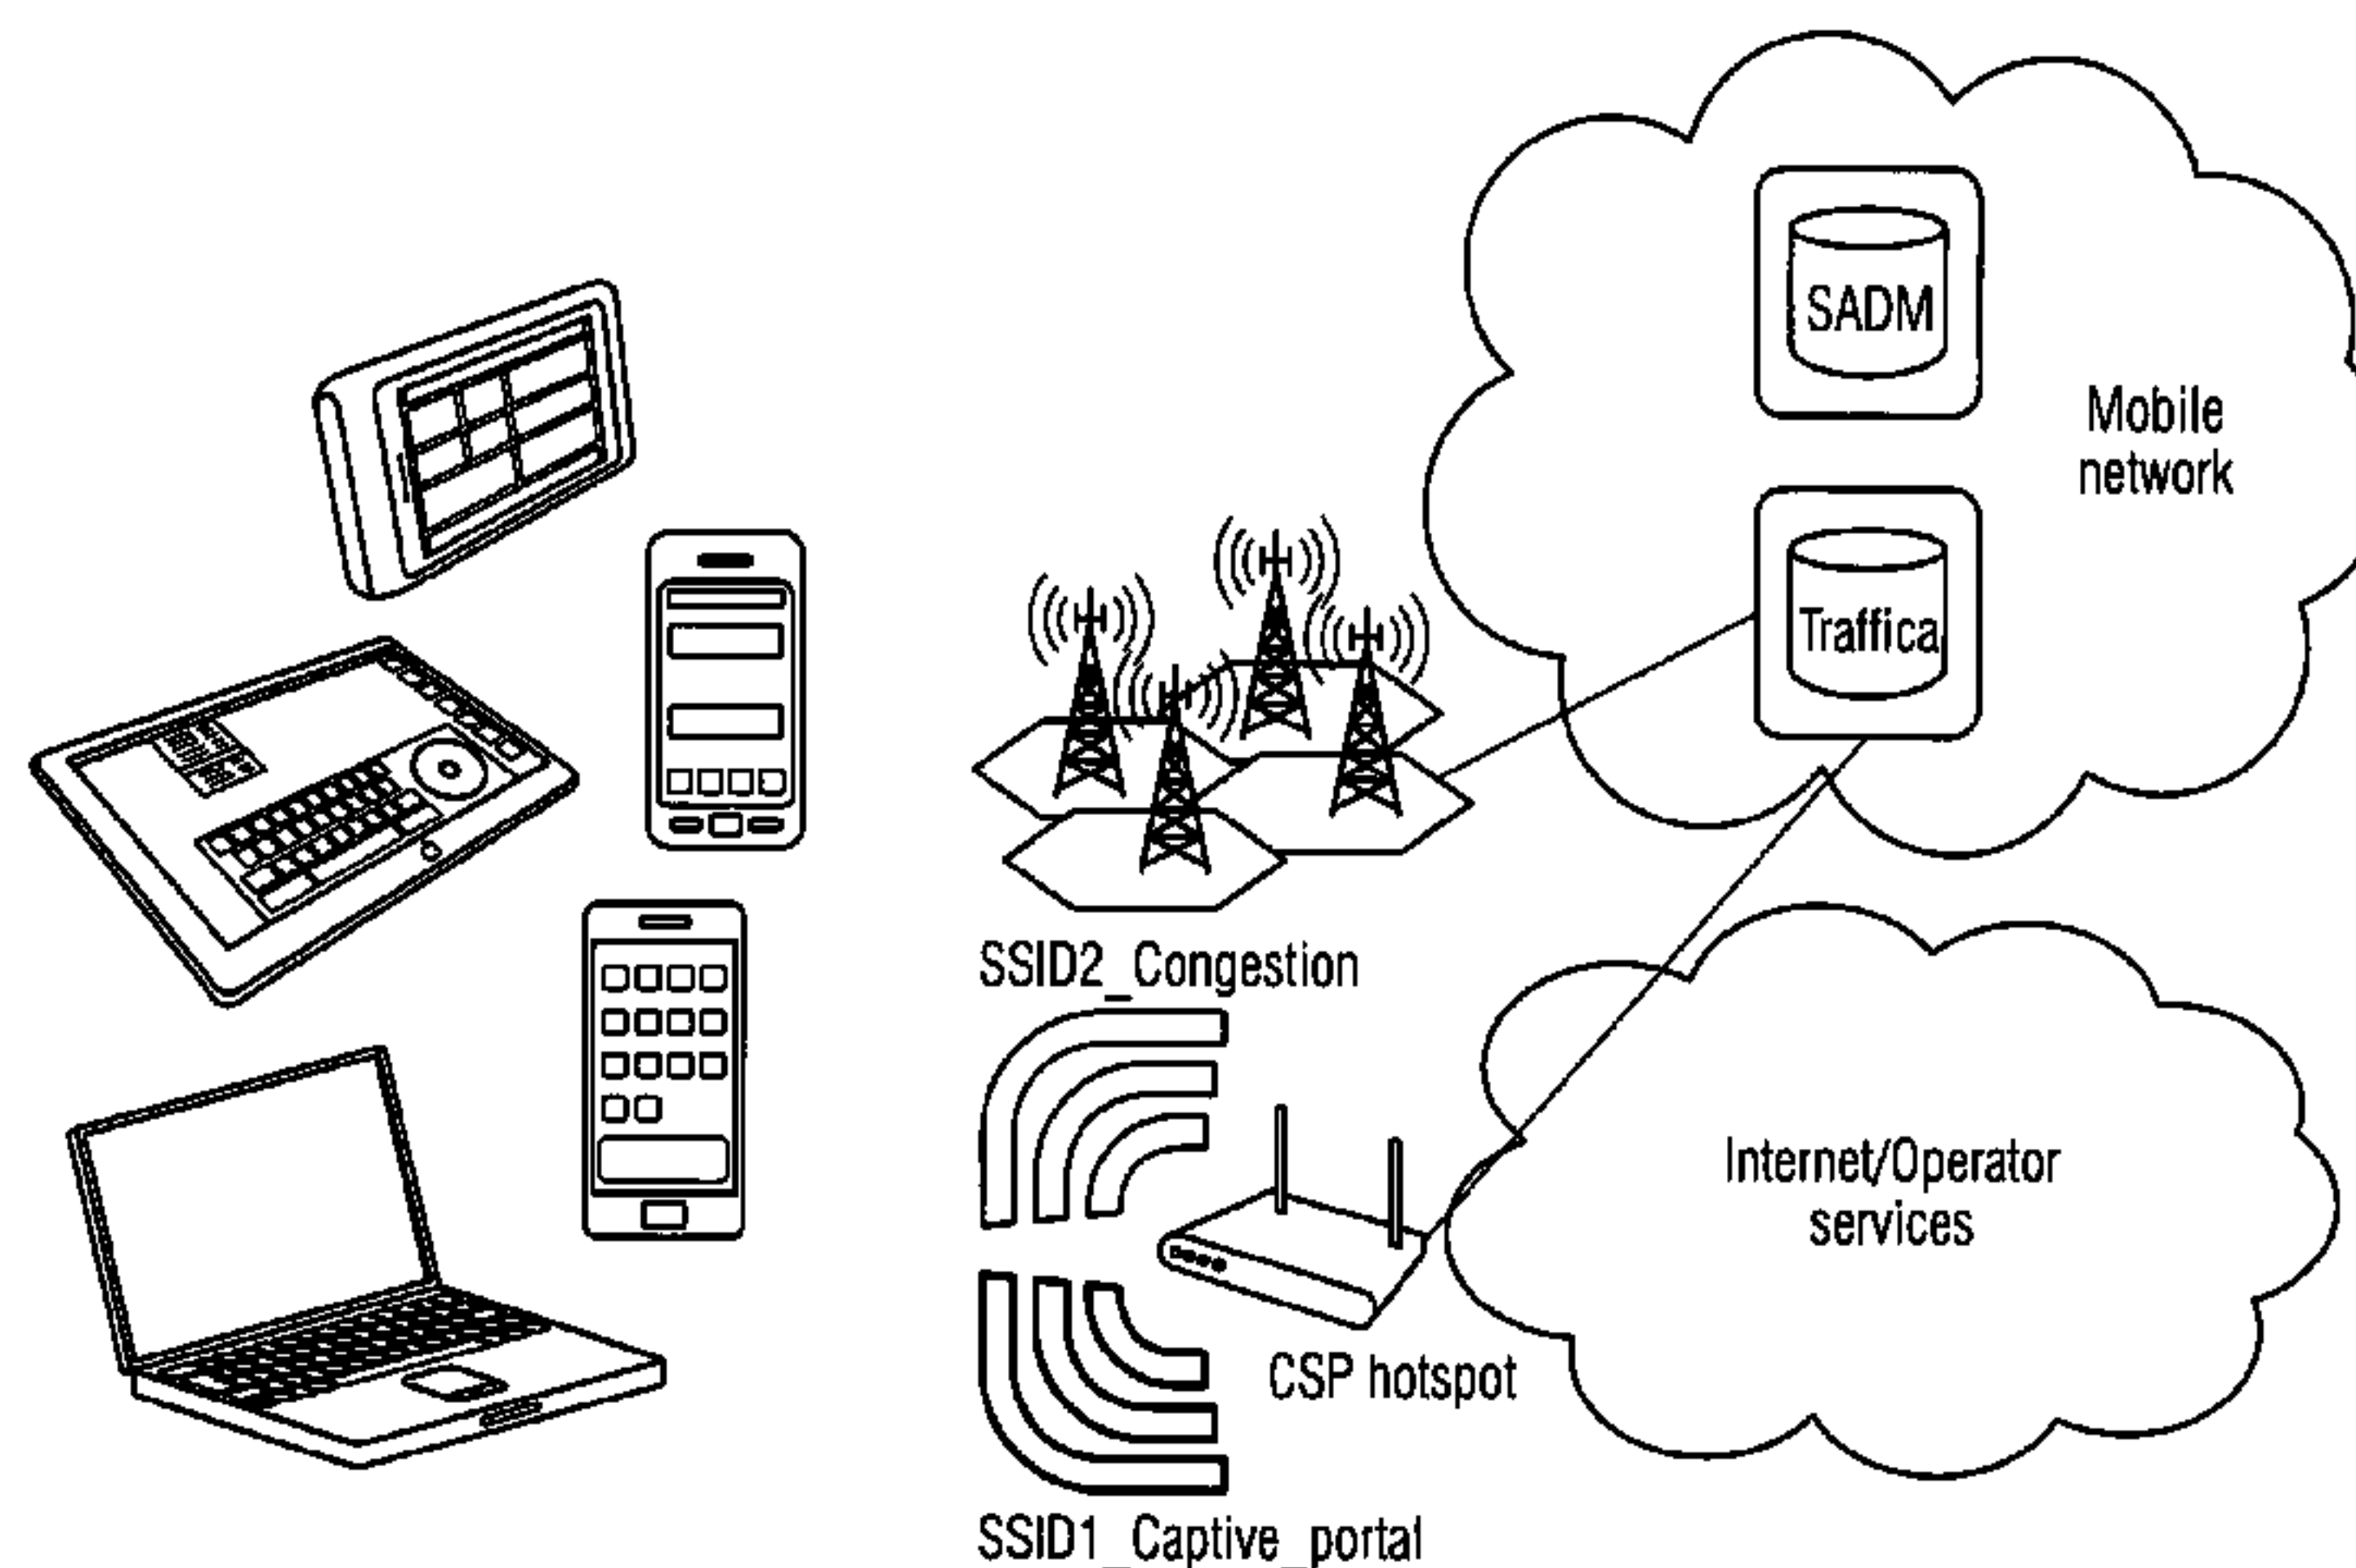 SADM
Mobile
network
Traffica
SSID2_Congestion
Internet/Operator
services
CSP hotspot
SSID1_Captive_portal